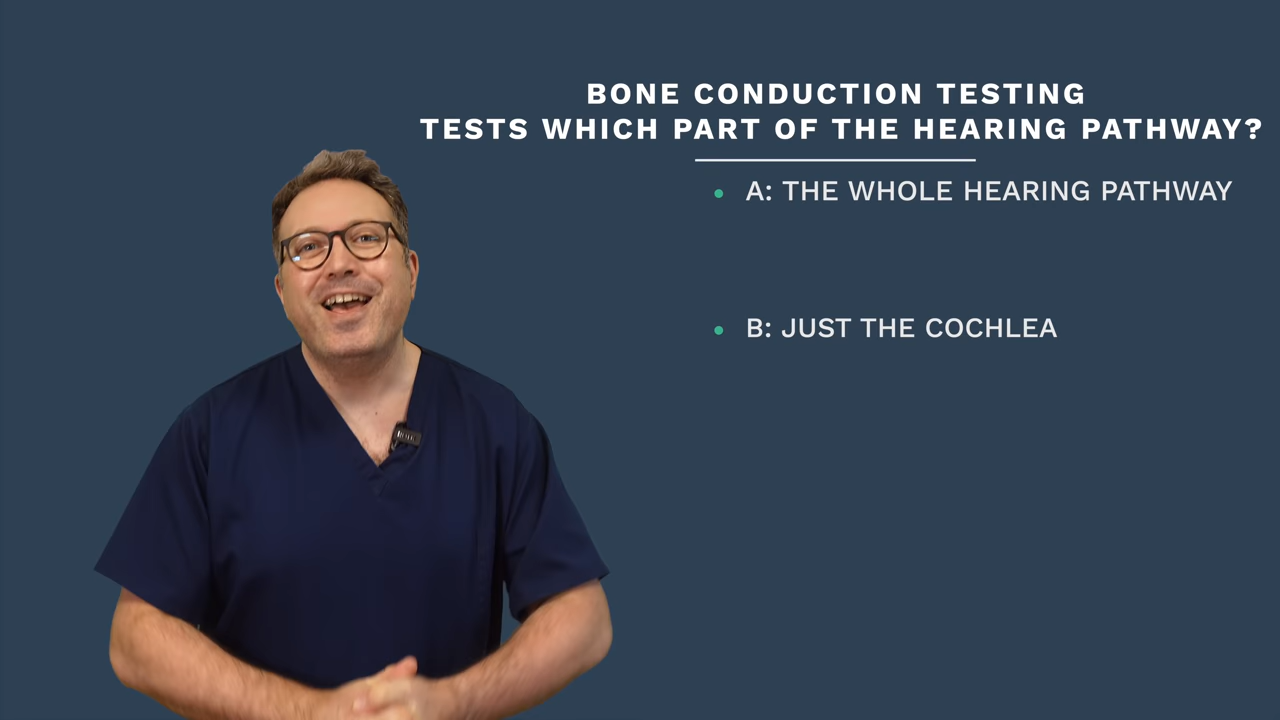 BONE CONDUCTION TESTING
TESTS WHICH PART OF THE HEARING PATHWAY?
A: THE WHOLE HEARING PATHWAY
B: JUST THE COCHLEA